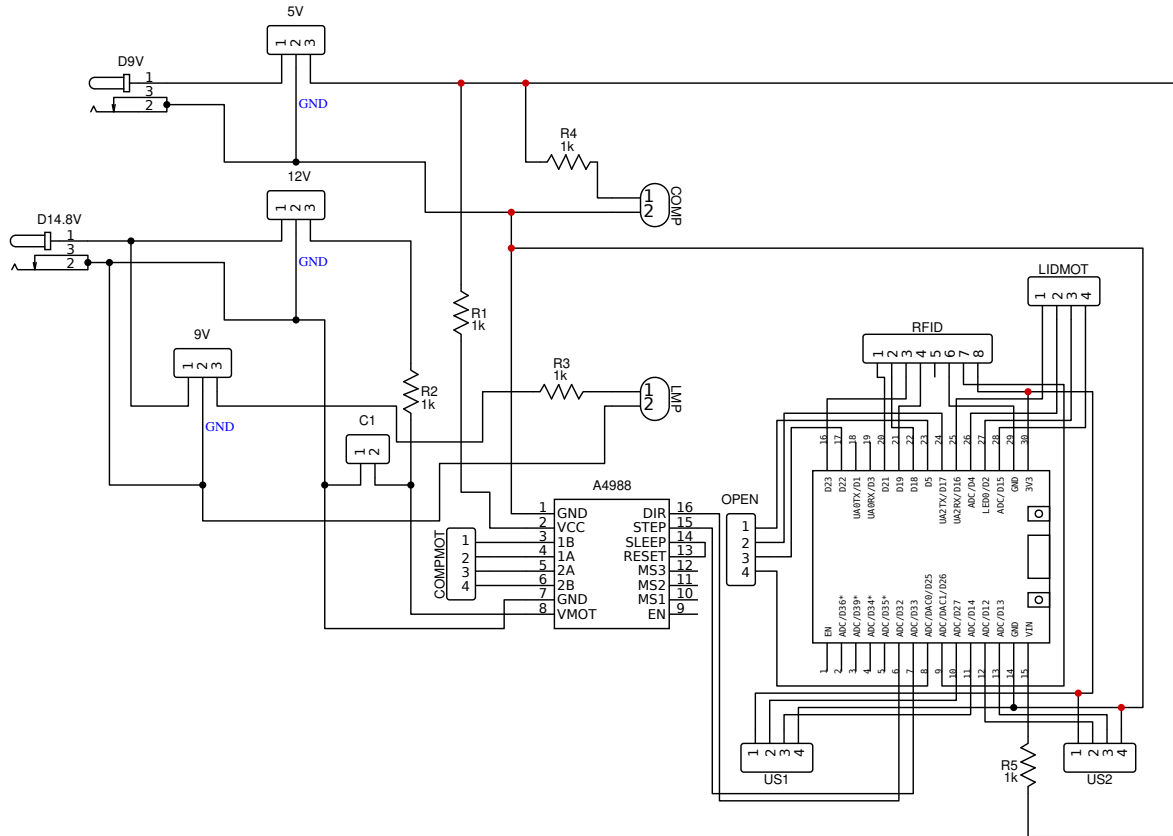 5V
1 2 3
D9V
1
3
2
GND
R4
1k
1
2
COMP
12V
1 2 3
D14.8V
1
3
2
GND
LIDMOT
1 2 3 4
R1
1k
RFID
1 2 3 4 5 6 7 8
9V
1 2 3
R3
1k
1
2
LMP
R2
1k
GND
C1
1 2
16 17 18 19 20 21 22 23 24 25 26 27 28 29 30
D23 D22 UA0TX/D1 UA0RX/D3 D21 D19 D18 D5 UA2TX/D17 UA2RX/D16 ADC/D4 LED0/D2 ADC/D15 GND 3V3
A4988
1 GND DIR 16
2 VCC STEP 15
3 1B SLEEP 14
4 1A RESET 13
5 2A MS3 12
6 2B MS2 11
7 GND MS1 10
8 VMOT EN 9
COMPMOT
1
2
3
4
OPEN
1
2
3
4
EN ADC/D36* ADC/D39* ADC/D34* ADC/D35* ADC/D32 ADC/D33 ADC/DAC0/D25 ADC/DAC1/D26 ADC/D27 ADC/D14 ADC/D12 ADC/D13 GND VIN
1 2 3 4 5 6 7 8 9 10 11 12 13 14 15
1 2 3 4
US1
R5
1k
1 2 3 4
US2